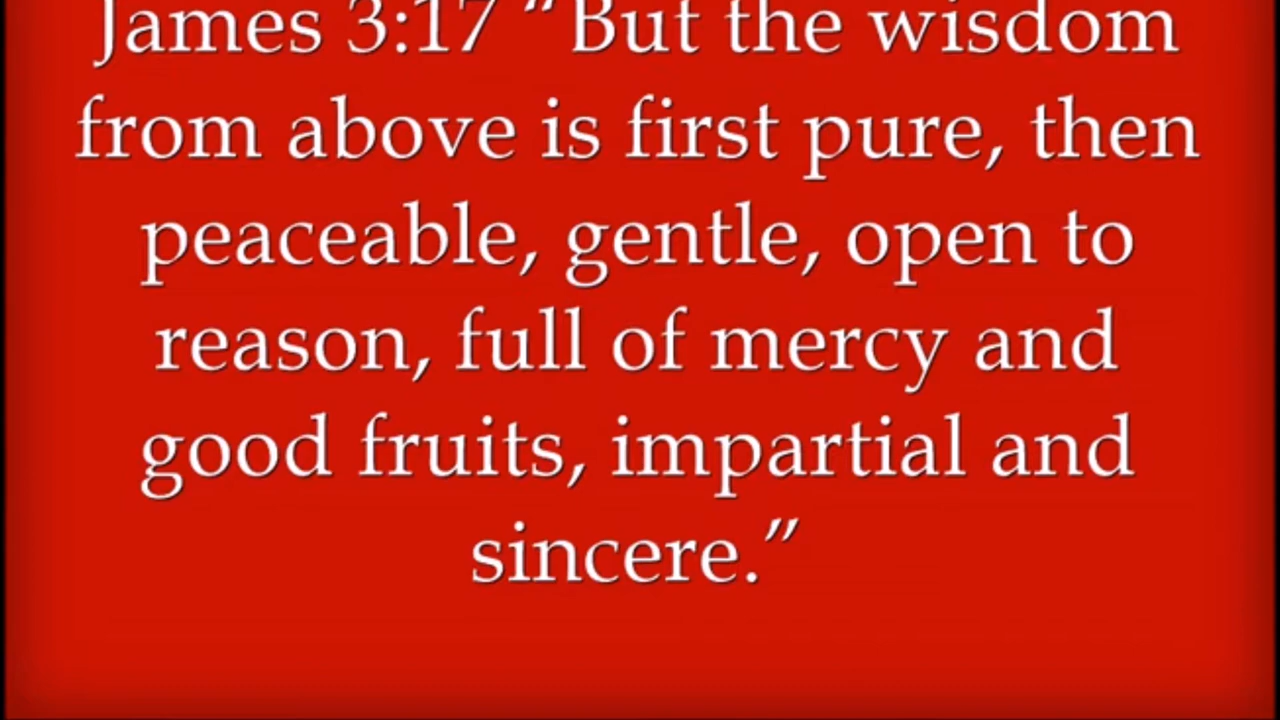 James 3:17 “But the wisdom
from above is first pure, then
peaceable, gentle, open to
reason, full of mercy and
good fruits, impartial and
sincere.”